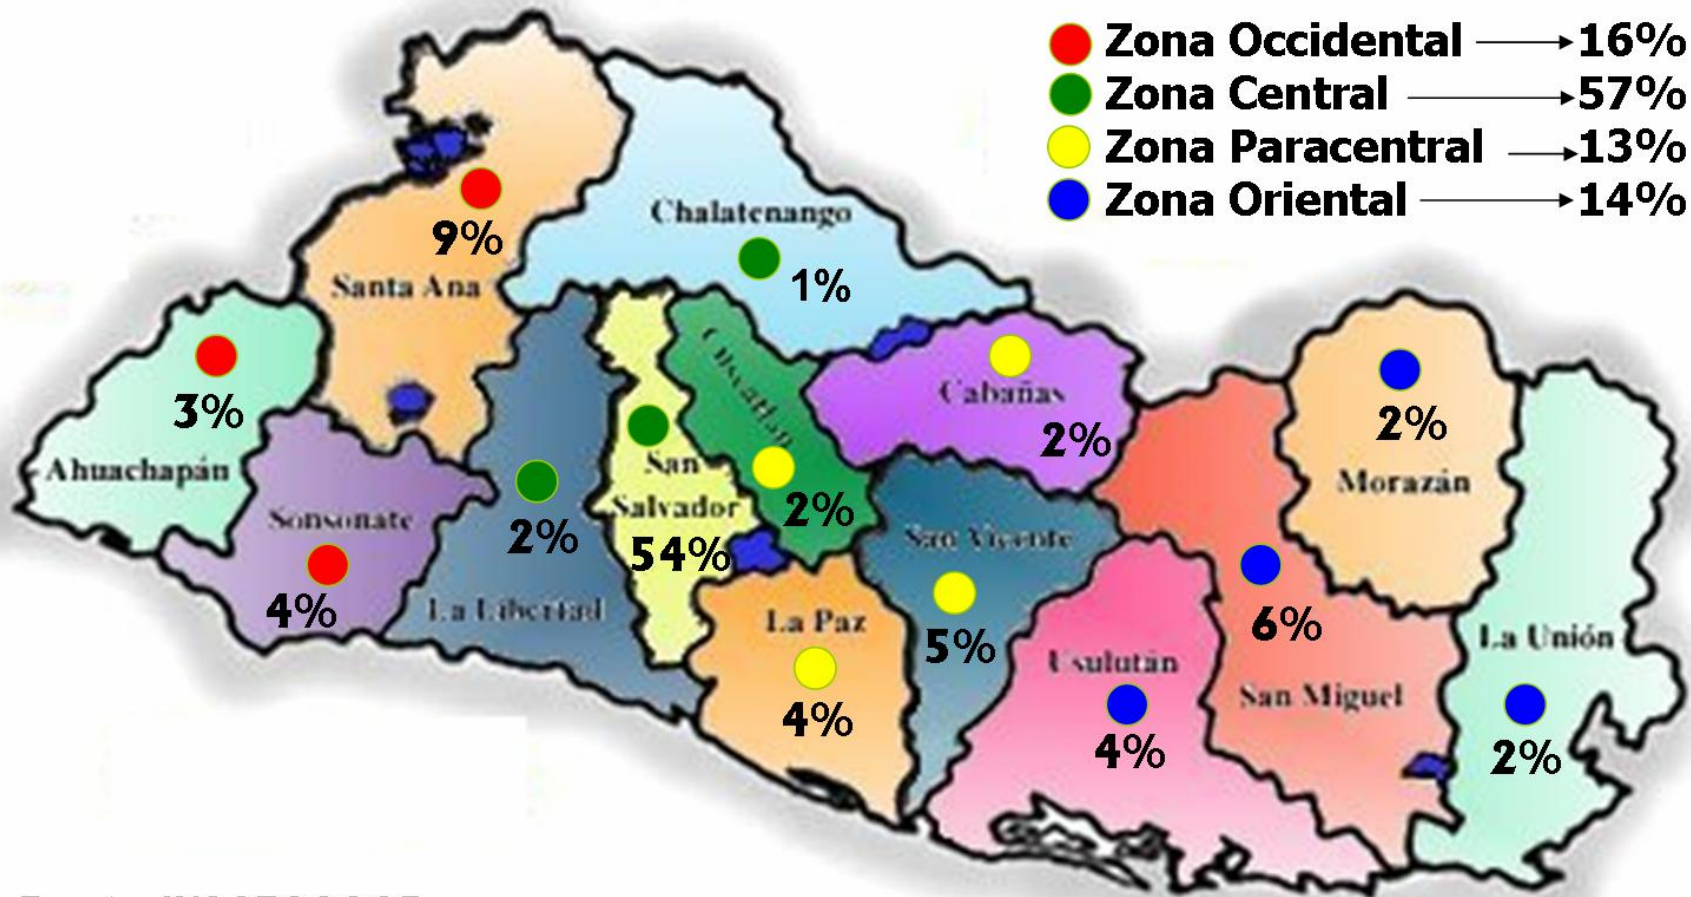 Zona Occidental 16%
Zona Central 57%
Zona Paracentral 13%
Zona Oriental 14%
Chalatenango
1%
9%
Santa Ana
3%
Ahuachapán
Sonsonate
4%
2%
La Libertad
San
Salvador
54%
Cuscatlán
2%
Cabañas
2%
San Vicente
5%
La Paz
4%
Usulután
4%
2%
Morazán
6%
San Miguel
La Unión
2%